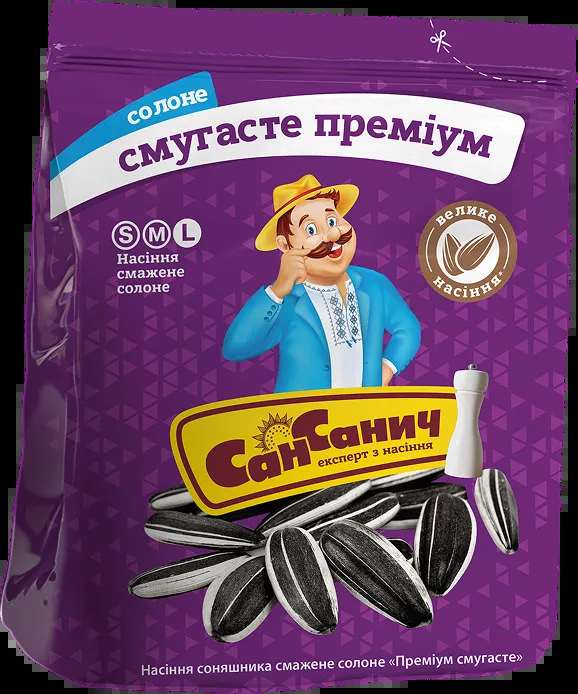 солоне
смугасте преміум
S M L
Насіння
смажене
солоне
велике
насіння*
СанСанич
експерт з насіння
Насіння соняшника смажене солоне «Преміум смугасте»